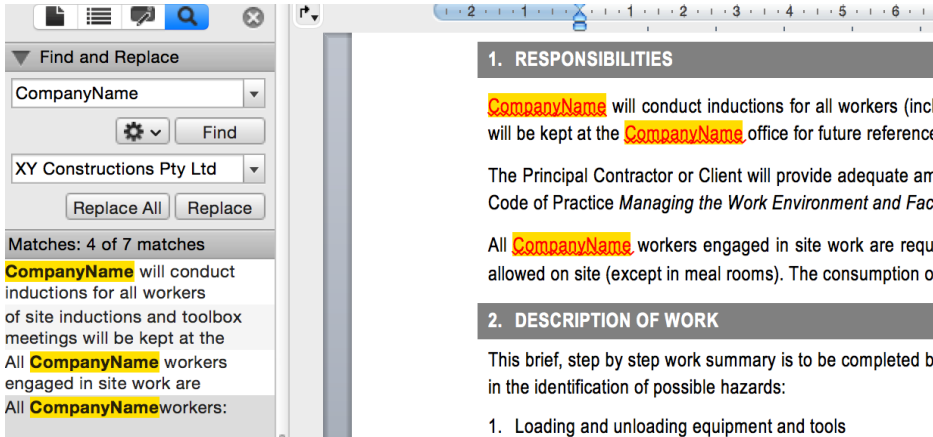 2 1 1 2 3 4 5 6
Find and Replace
CompanyName
Find
XY Constructions Pty Ltd
Replace All Replace
Matches: 4 of 7 matches
CompanyName will conduct
inductions for all workers
of site inductions and toolbox
meetings will be kept at the
All CompanyName workers
engaged in site work are
All CompanyNameworkers:
1. RESPONSIBILITIES
CompanyName will conduct inductions for all workers
will be kept at the CompanyName office for future reference
The Principal Contractor or Client will provide adequate
Code of Practice Managing the Work Environment and
All CompanyName workers engaged in site work are
allowed on site (except in meal rooms). The consumption
2. DESCRIPTION OF WORK
This brief, step by step work summary is to be completed
in the identification of possible hazards:
1. Loading and unloading equipment and tools